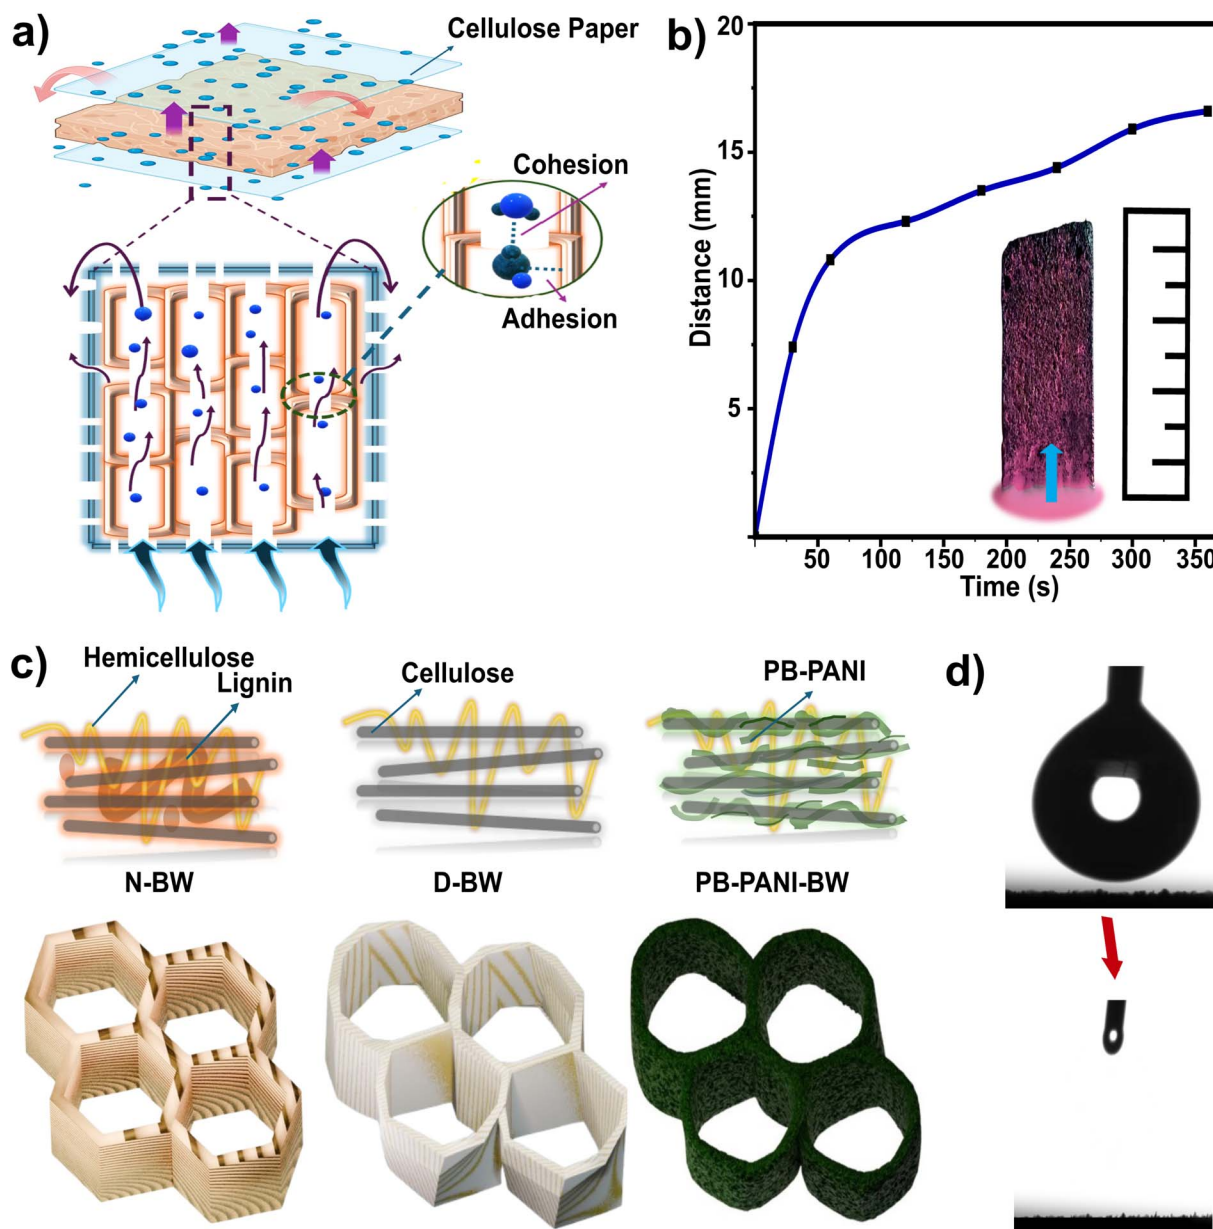 a)
Cellulose Paper
Cohesion
Adhesion
b)
20
15
10
5
Distance (mm)
50 100 150 200 250 300 350
Time (s)
c)
Hemicellulose
Lignin
Cellulose
PB-PANI
N-BW
D-BW
PB-PANI-BW
d)